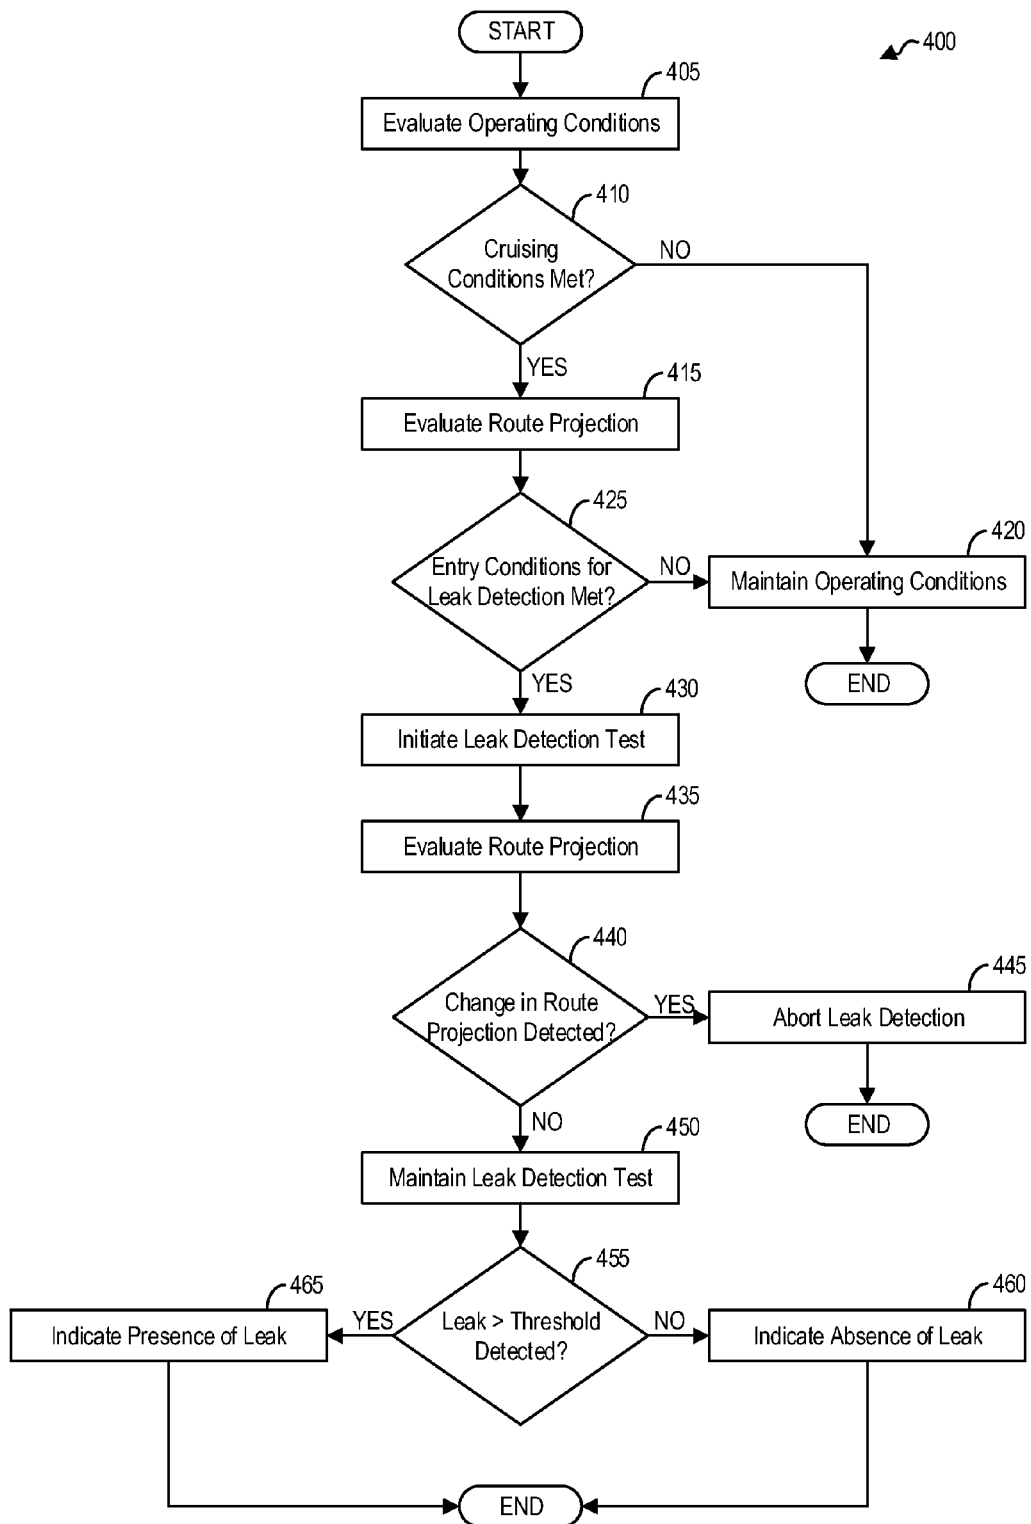 START
400
405
Evaluate Operating Conditions
410
Cruising
Conditions Met?
NO
YES
415
Evaluate Route Projection
425
Entry Conditions for
Leak Detection Met?
NO
420
Maintain Operating Conditions
END
YES
430
Initiate Leak Detection Test
435
Evaluate Route Projection
440
Change in Route
Projection Detected?
YES
445
Abort Leak Detection
END
NO
450
Maintain Leak Detection Test
455
Leak > Threshold
Detected?
YES
465
Indicate Presence of Leak
NO
460
Indicate Absence of Leak
END